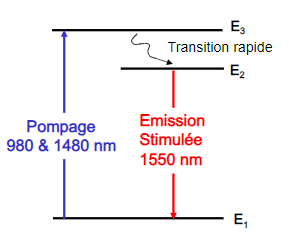 E3
Transition rapide
E2
Pompage
980 & 1480 nm
Emission
Stimulée
1550 nm
E1